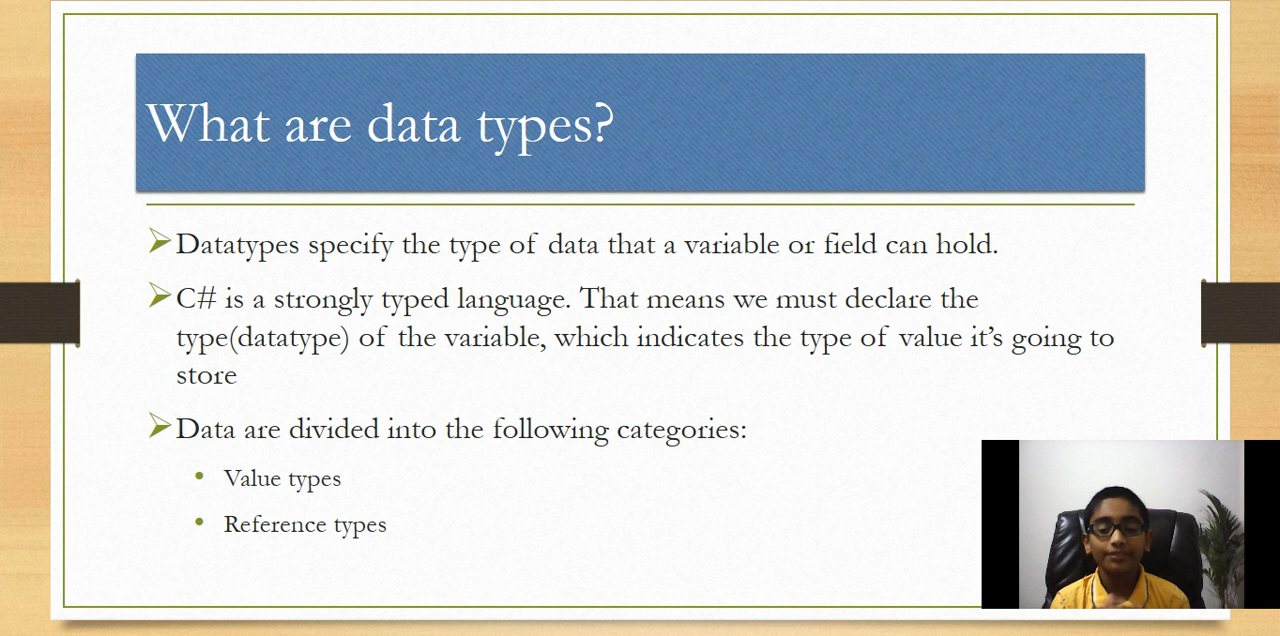 What are data types?
Datatypes specify the type of data that a variable or field can hold.
C# is a strongly typed language. That means we must declare the
type(datatype) of the variable, which indicates the type of value it’s going to
store
Data are divided into the following categories:
Value types
Reference types